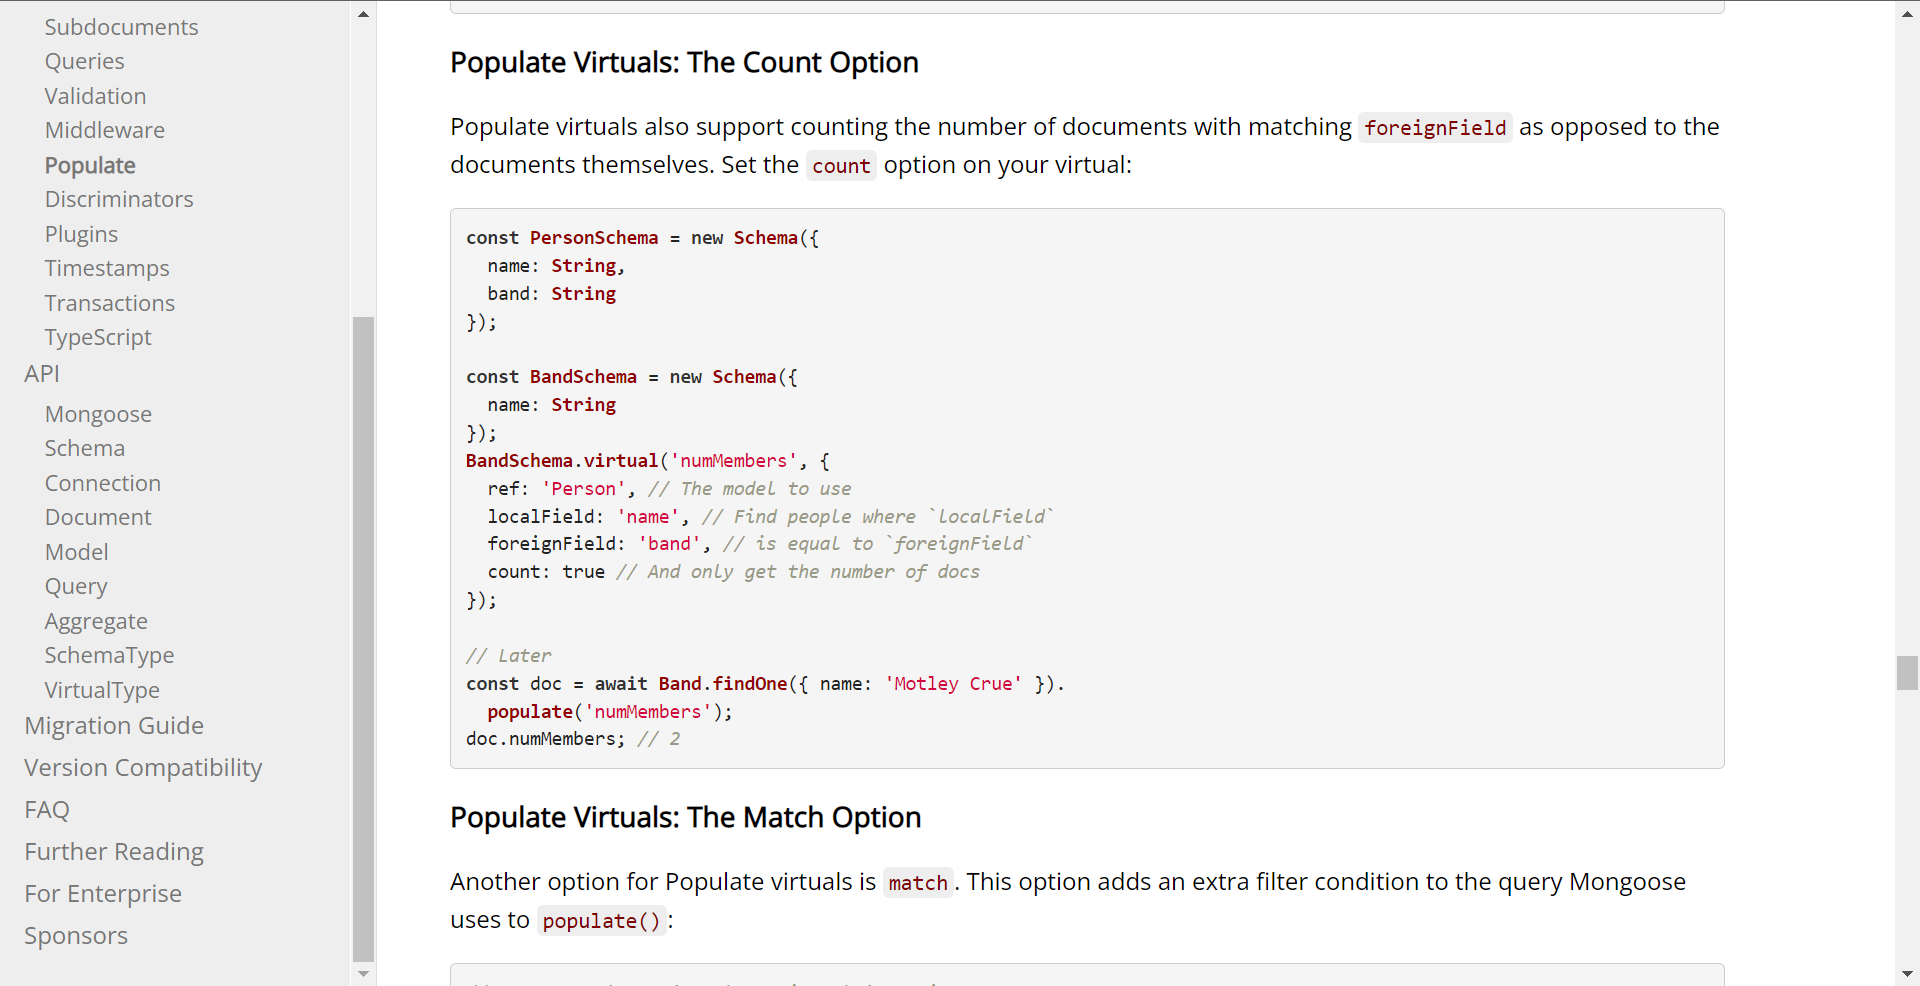 Subdocuments
Queries
Validation
Middleware
Populate
Discriminators
Plugins
Timestamps
Transactions
TypeScript
API
Mongoose
Schema
Connection
Document
Model
Query
Aggregate
SchemaType
VirtualType
Migration Guide
Version Compatibility
FAQ
Further Reading
For Enterprise
Sponsors
Populate Virtuals: The Count Option
Populate virtuals also support counting the number of documents with matching foreignField as opposed to the
documents themselves. Set the count option on your virtual:
const PersonSchema = new Schema({
  name: String,
  band: String
});

const BandSchema = new Schema({
  name: String
});
BandSchema.virtual('numMembers', {
  ref: 'Person', // The model to use
  localField: 'name', // Find people where `localField`
  foreignField: 'band', // is equal to `foreignField`
  count: true // And only get the number of docs
});

// Later
const doc = await Band.findOne({ name: 'Motley Crue' }).
  populate('numMembers');
doc.numMembers; // 2
Populate Virtuals: The Match Option
Another option for Populate virtuals is match. This option adds an extra filter condition to the query Mongoose
uses to populate():